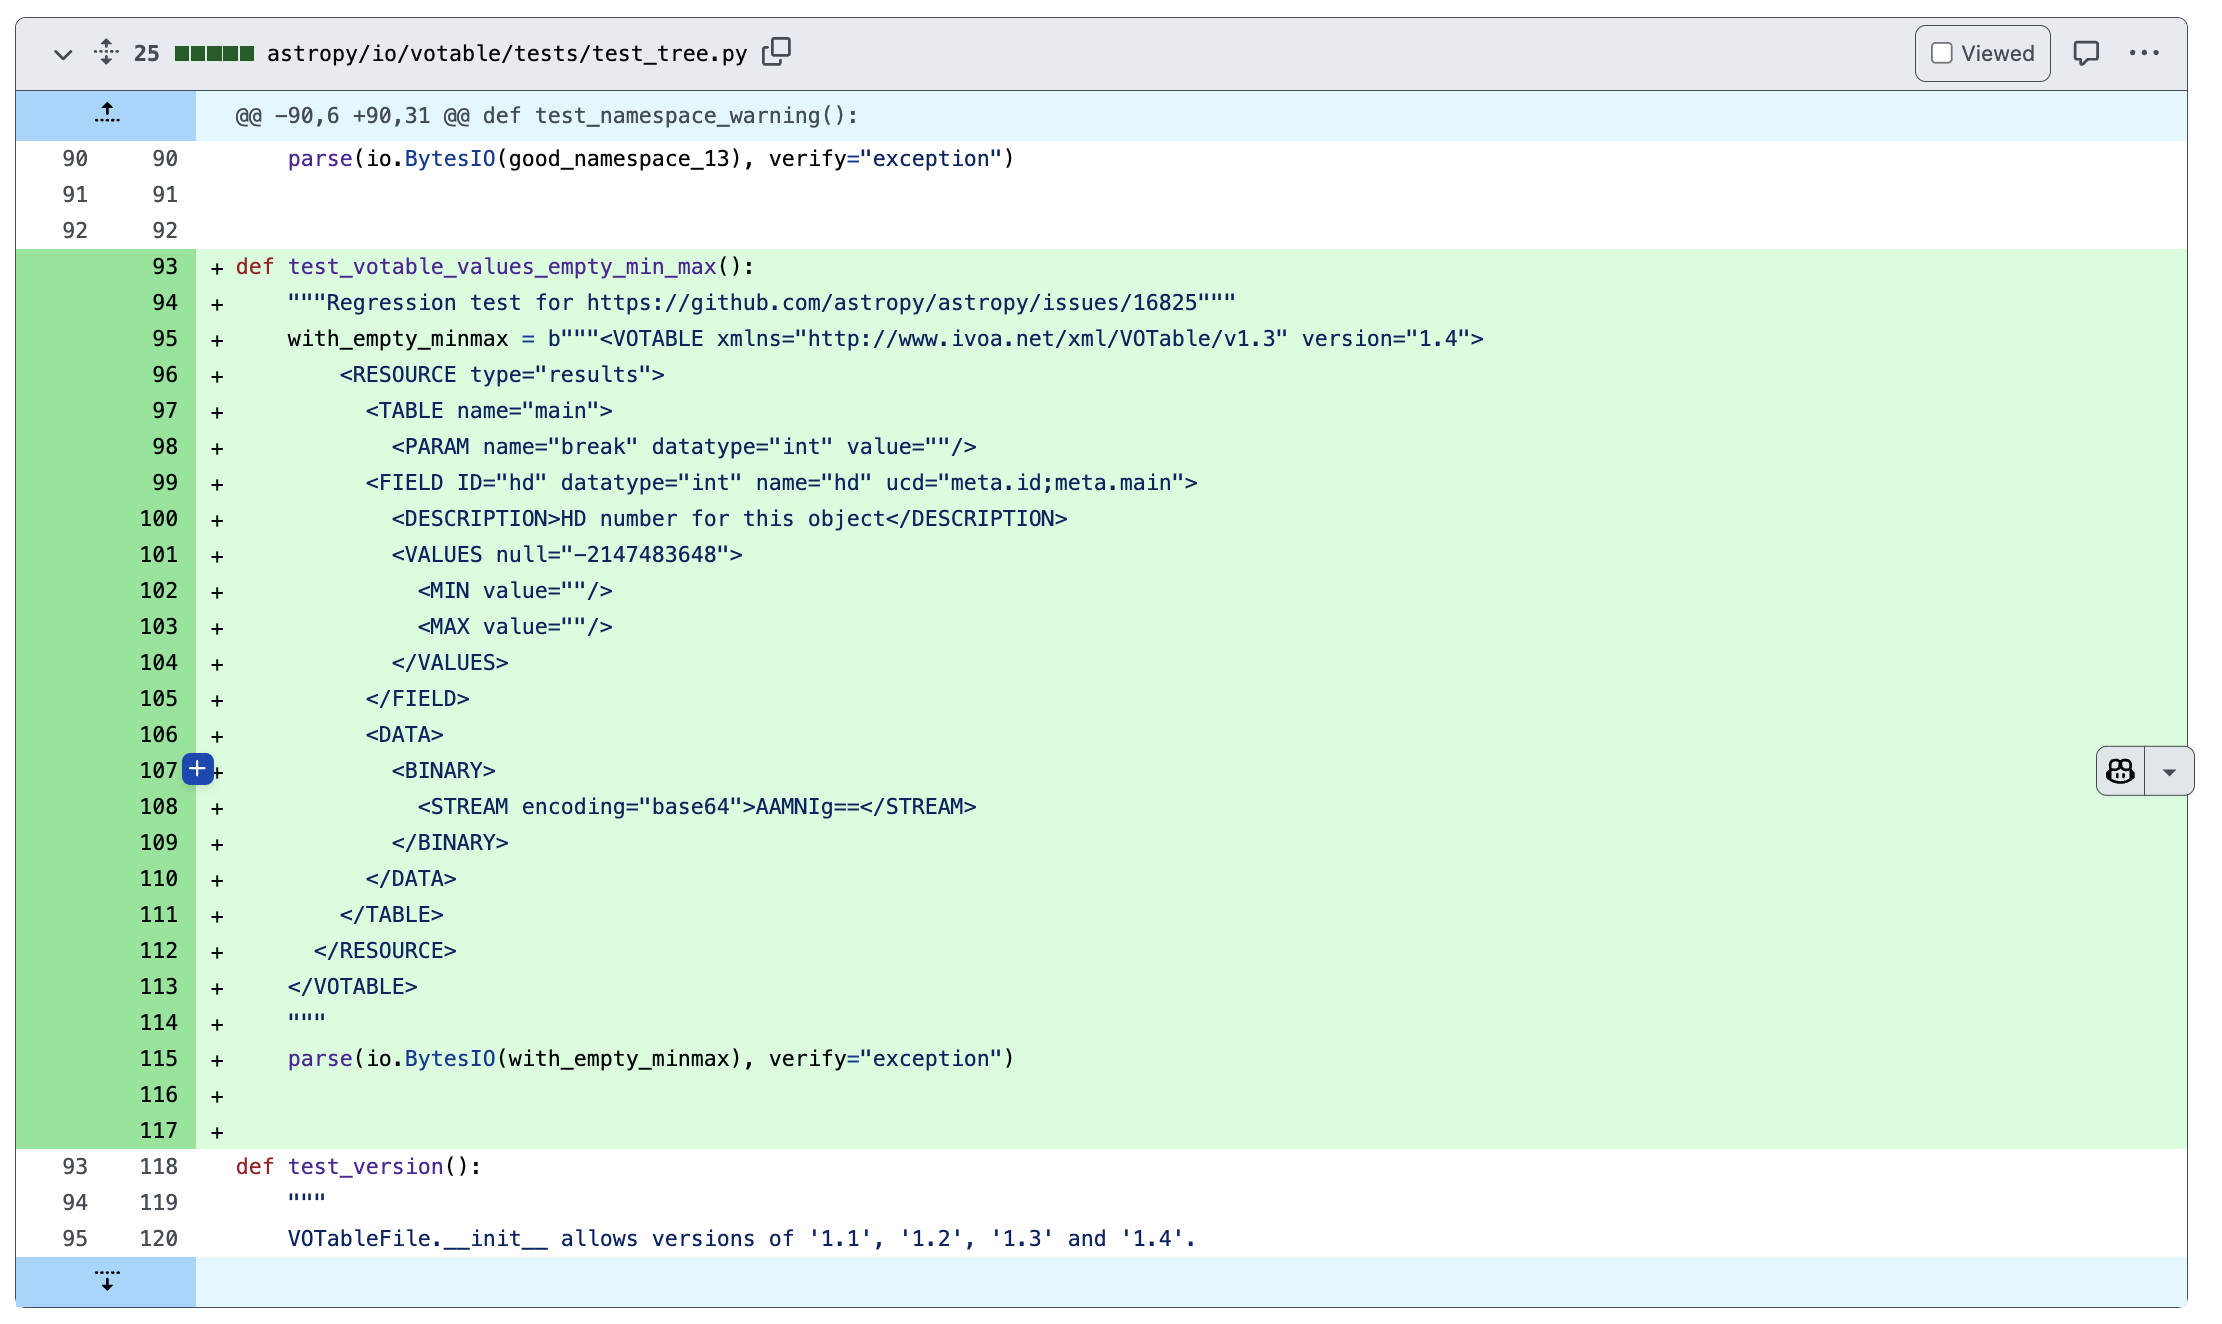 25 astropy/io/votable/tests/test_tree.py Viewed
@@ -90,6 +90,31 @@ def test_namespace_warning():
90 90     parse(io.BytesIO(good_namespace_13), verify="exception")
91 91
92 92
93 + def test_votable_values_empty_min_max():
94 +     """Regression test for https://github.com/astropy/astropy/issues/16825"""
95 +     with_empty_minmax = b"""<VOTABLE xmlns="http://www.ivoa.net/xml/VOTable/v1.3" version="1.4">
96 +         <RESOURCE type="results">
97 +           <TABLE name="main">
98 +             <PARAM name="break" datatype="int" value=""/>
99 +           <FIELD ID="hd" datatype="int" name="hd" ucd="meta.id;meta.main">
100 +             <DESCRIPTION>HD number for this object</DESCRIPTION>
101 +             <VALUES null="-2147483648">
102 +               <MIN value=""/>
103 +               <MAX value=""/>
104 +             </VALUES>
105 +           </FIELD>
106 +           <DATA>
107 +             <BINARY>
108 +               <STREAM encoding="base64">AAMNIg==</STREAM>
109 +             </BINARY>
110 +           </DATA>
111 +         </TABLE>
112 +       </RESOURCE>
113 +     </VOTABLE>
114 +     """
115 +     parse(io.BytesIO(with_empty_minmax), verify="exception")
116 +
117 +
93 118 def test_version():
94 119     """
95 120     VOTableFile.__init__ allows versions of '1.1', '1.2', '1.3' and '1.4'.